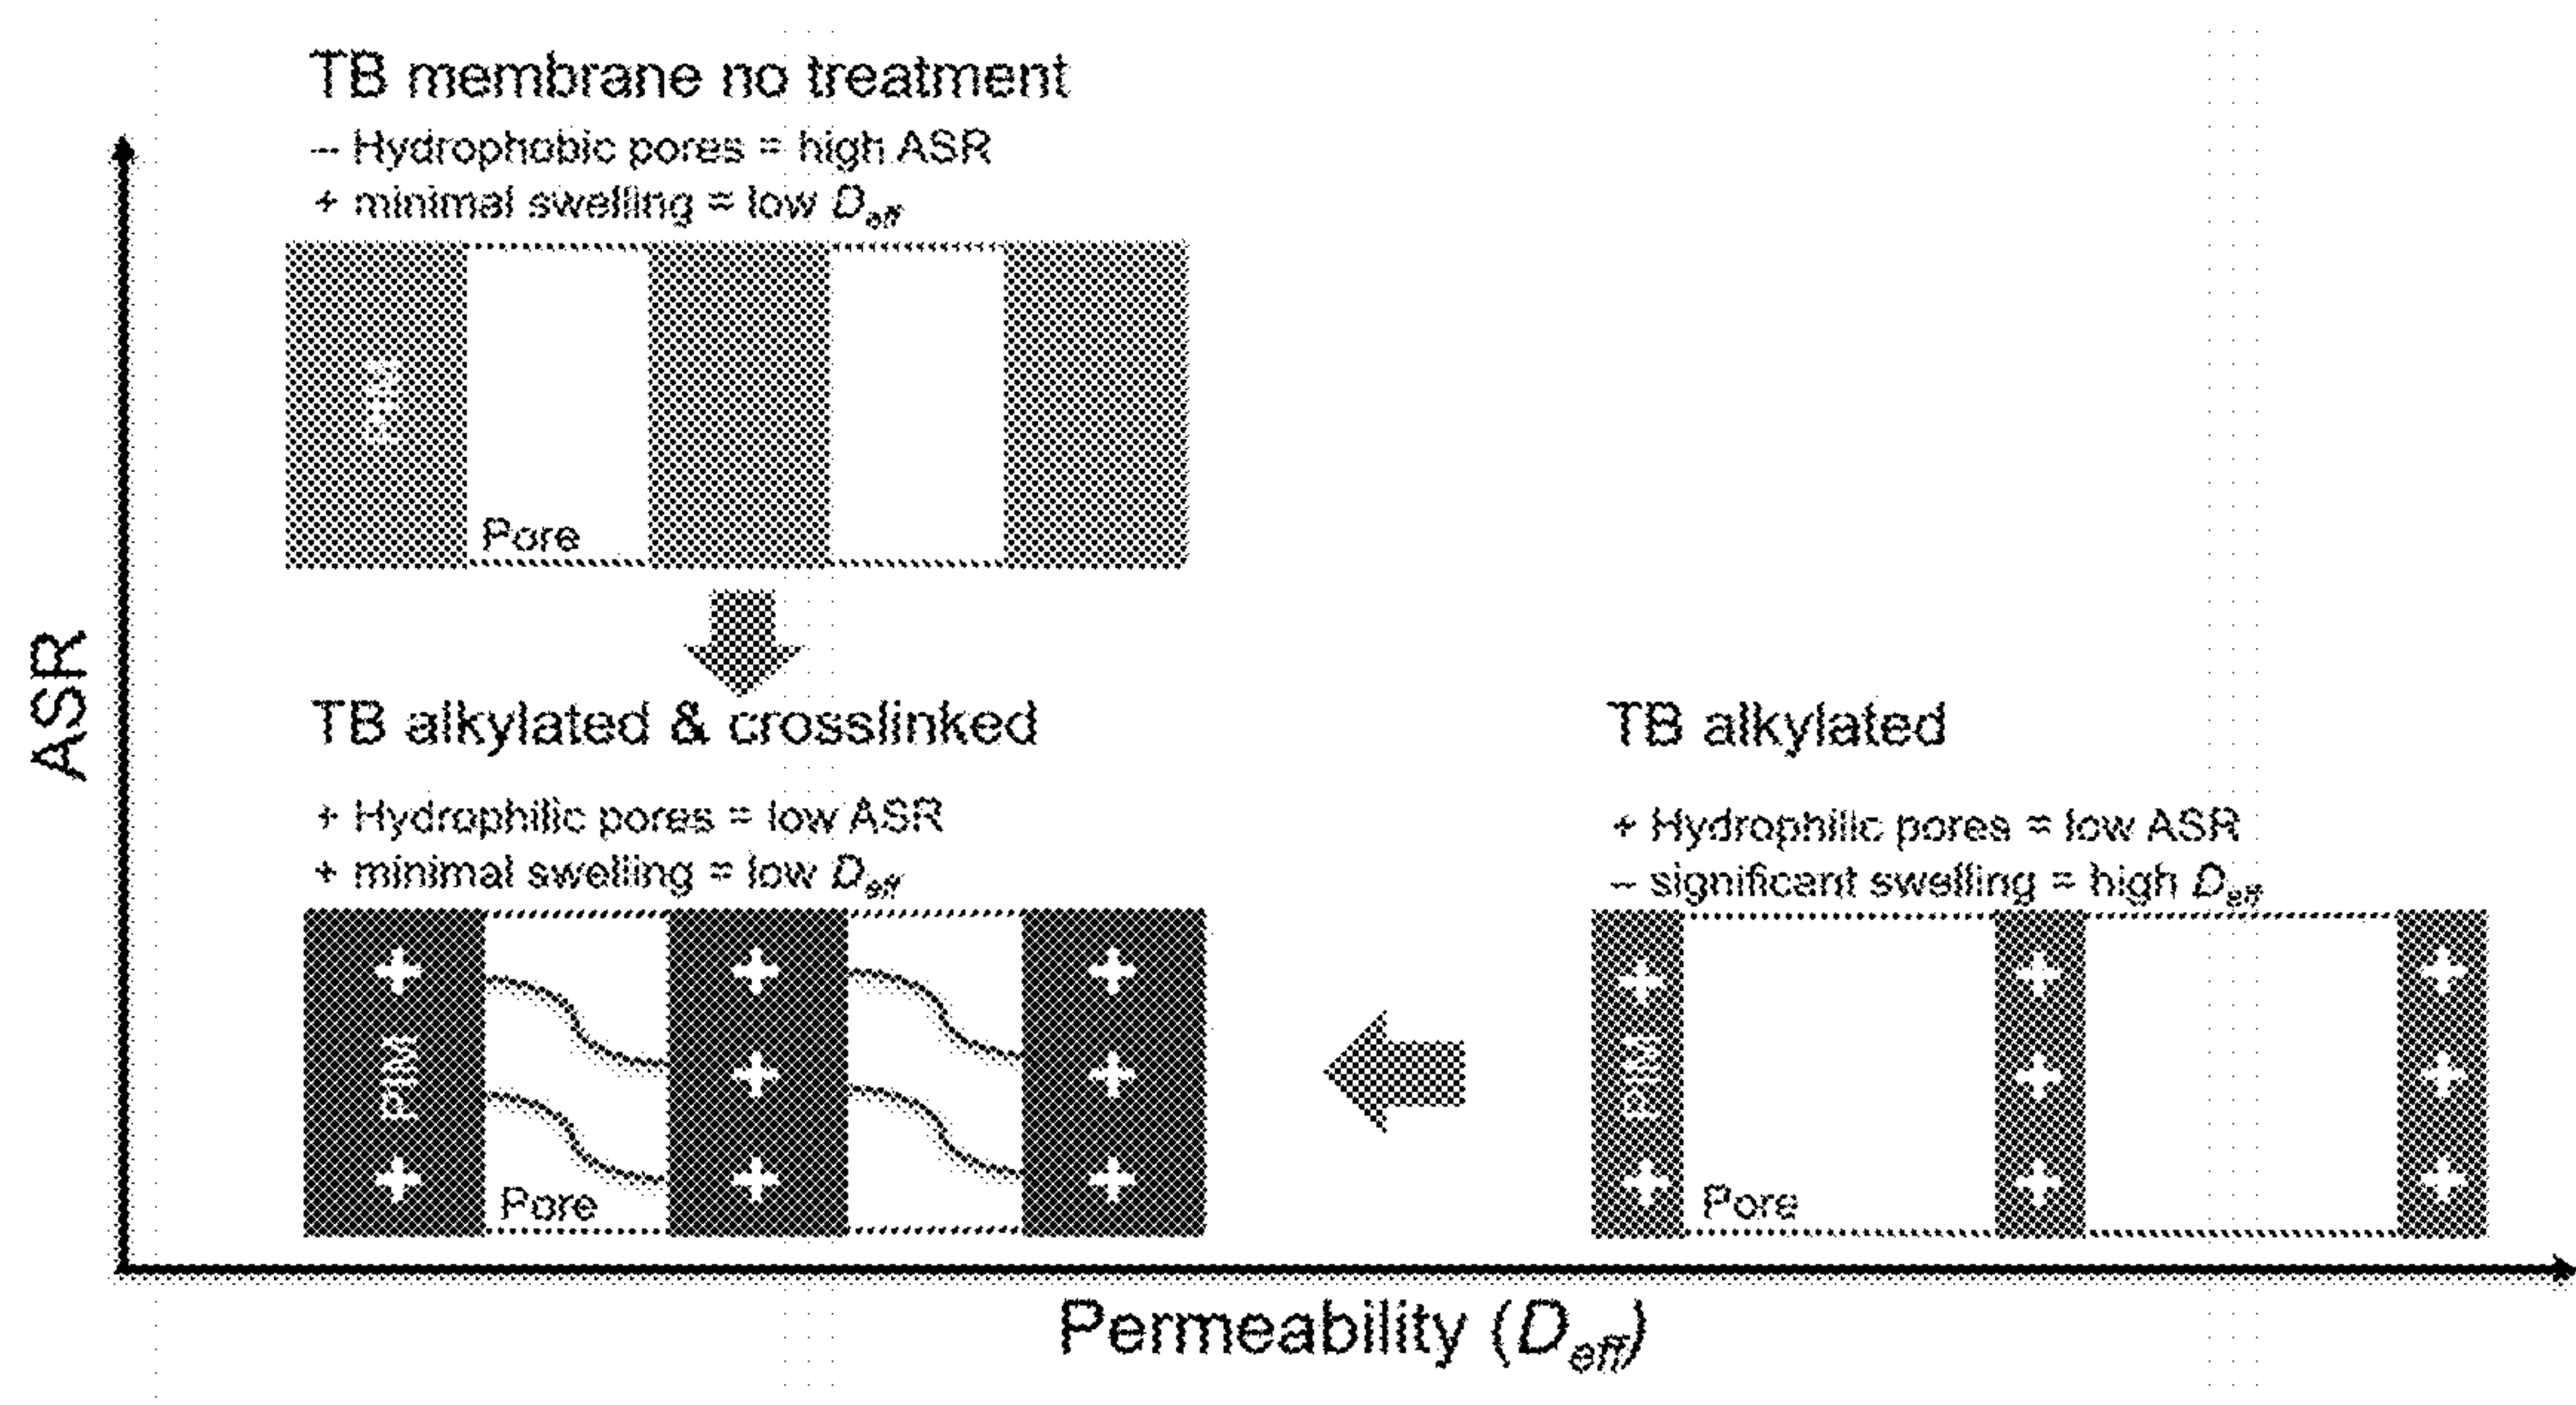 TB membrane no treatment
− Hydrophobic pores = high ASR
+ minimal swelling = low Deff
PIM
Pore
ASR
TB alkylated & crosslinked
+ Hydrophilic pores = low ASR
+ minimal swelling = low Deff
+ PIM +
+ + +
+ + +
Pore
TB alkylated
+ Hydrophilic pores = low ASR
− significant swelling = high Deff
+ PIM +
+ + +
+ + +
Pore
Permeability (Deff)